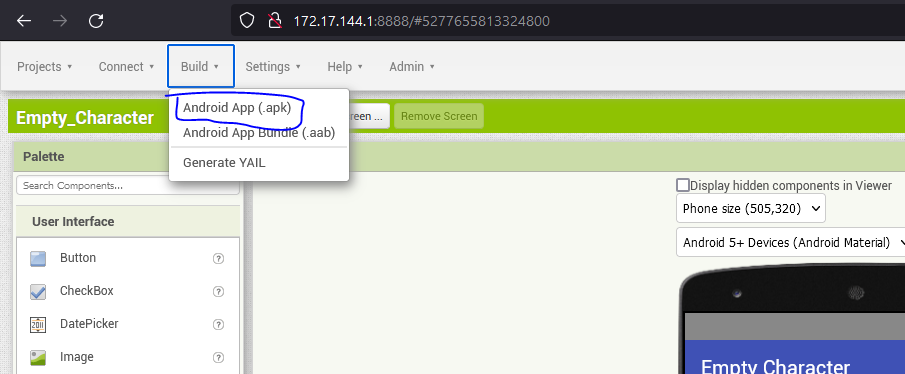 172.17.144.1:8888/#5277655813324800
Projects Connect Build Settings Help Admin
Android App (.apk)
Empty_Character
reen ... Remove Screen
Android App Bundle (.aab)
Palette
Generate YAIL
Search Components...
Display hidden components in Viewer
Phone size (505,320)
User Interface
Android 5+ Devices (Android Material)
Button ?
CheckBox ?
2011 DatePicker ?
Image ?
Empty Character